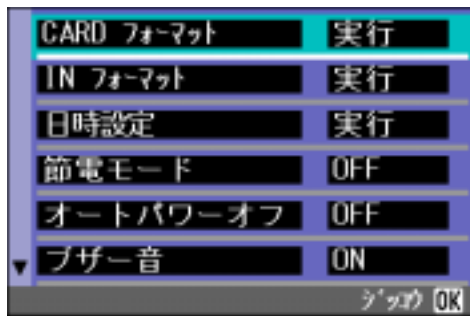 CARD フォーマット 実行
IN フォーマット 実行
日時設定 実行
節電モード OFF
オートパワーオフ OFF
ブザー音 ON
ジッコウ OK